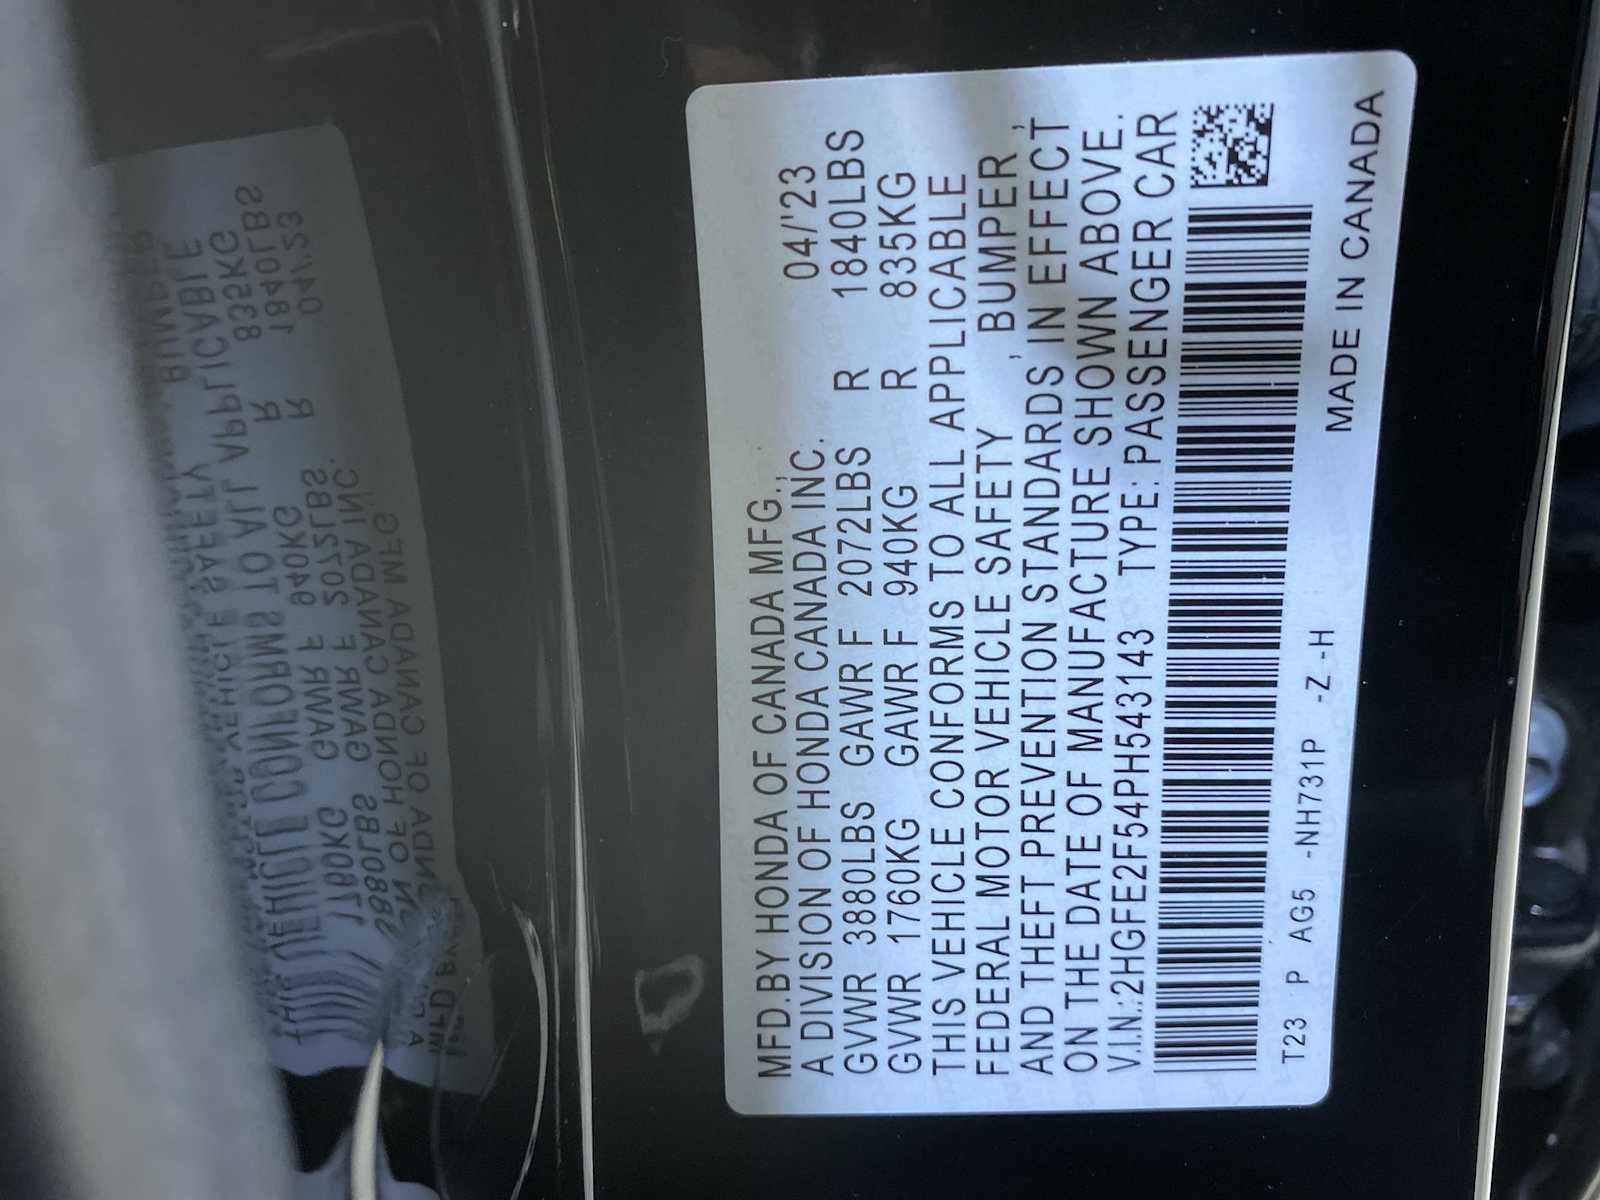 MFD.BY HONDA OF CANADA MFG.,
A DIVISION OF HONDA CANADA INC. 04/'23
GVWR 3880LBS GAWR F 2072LBS R 1840LBS
GVWR 1760KG GAWR F 940KG R 835KG
THIS VEHICLE CONFORMS TO ALL APPLICABLE
FEDERAL MOTOR VEHICLE SAFETY , BUMPER ,
AND THEFT PREVENTION STANDARDS IN EFFECT
ON THE DATE OF MANUFACTURE SHOWN ABOVE.
V.I.N.:2HGFE2F54PH543143 TYPE: PASSENGER CAR
T23 P AG5 -NH731P -Z -H MADE IN CANADA